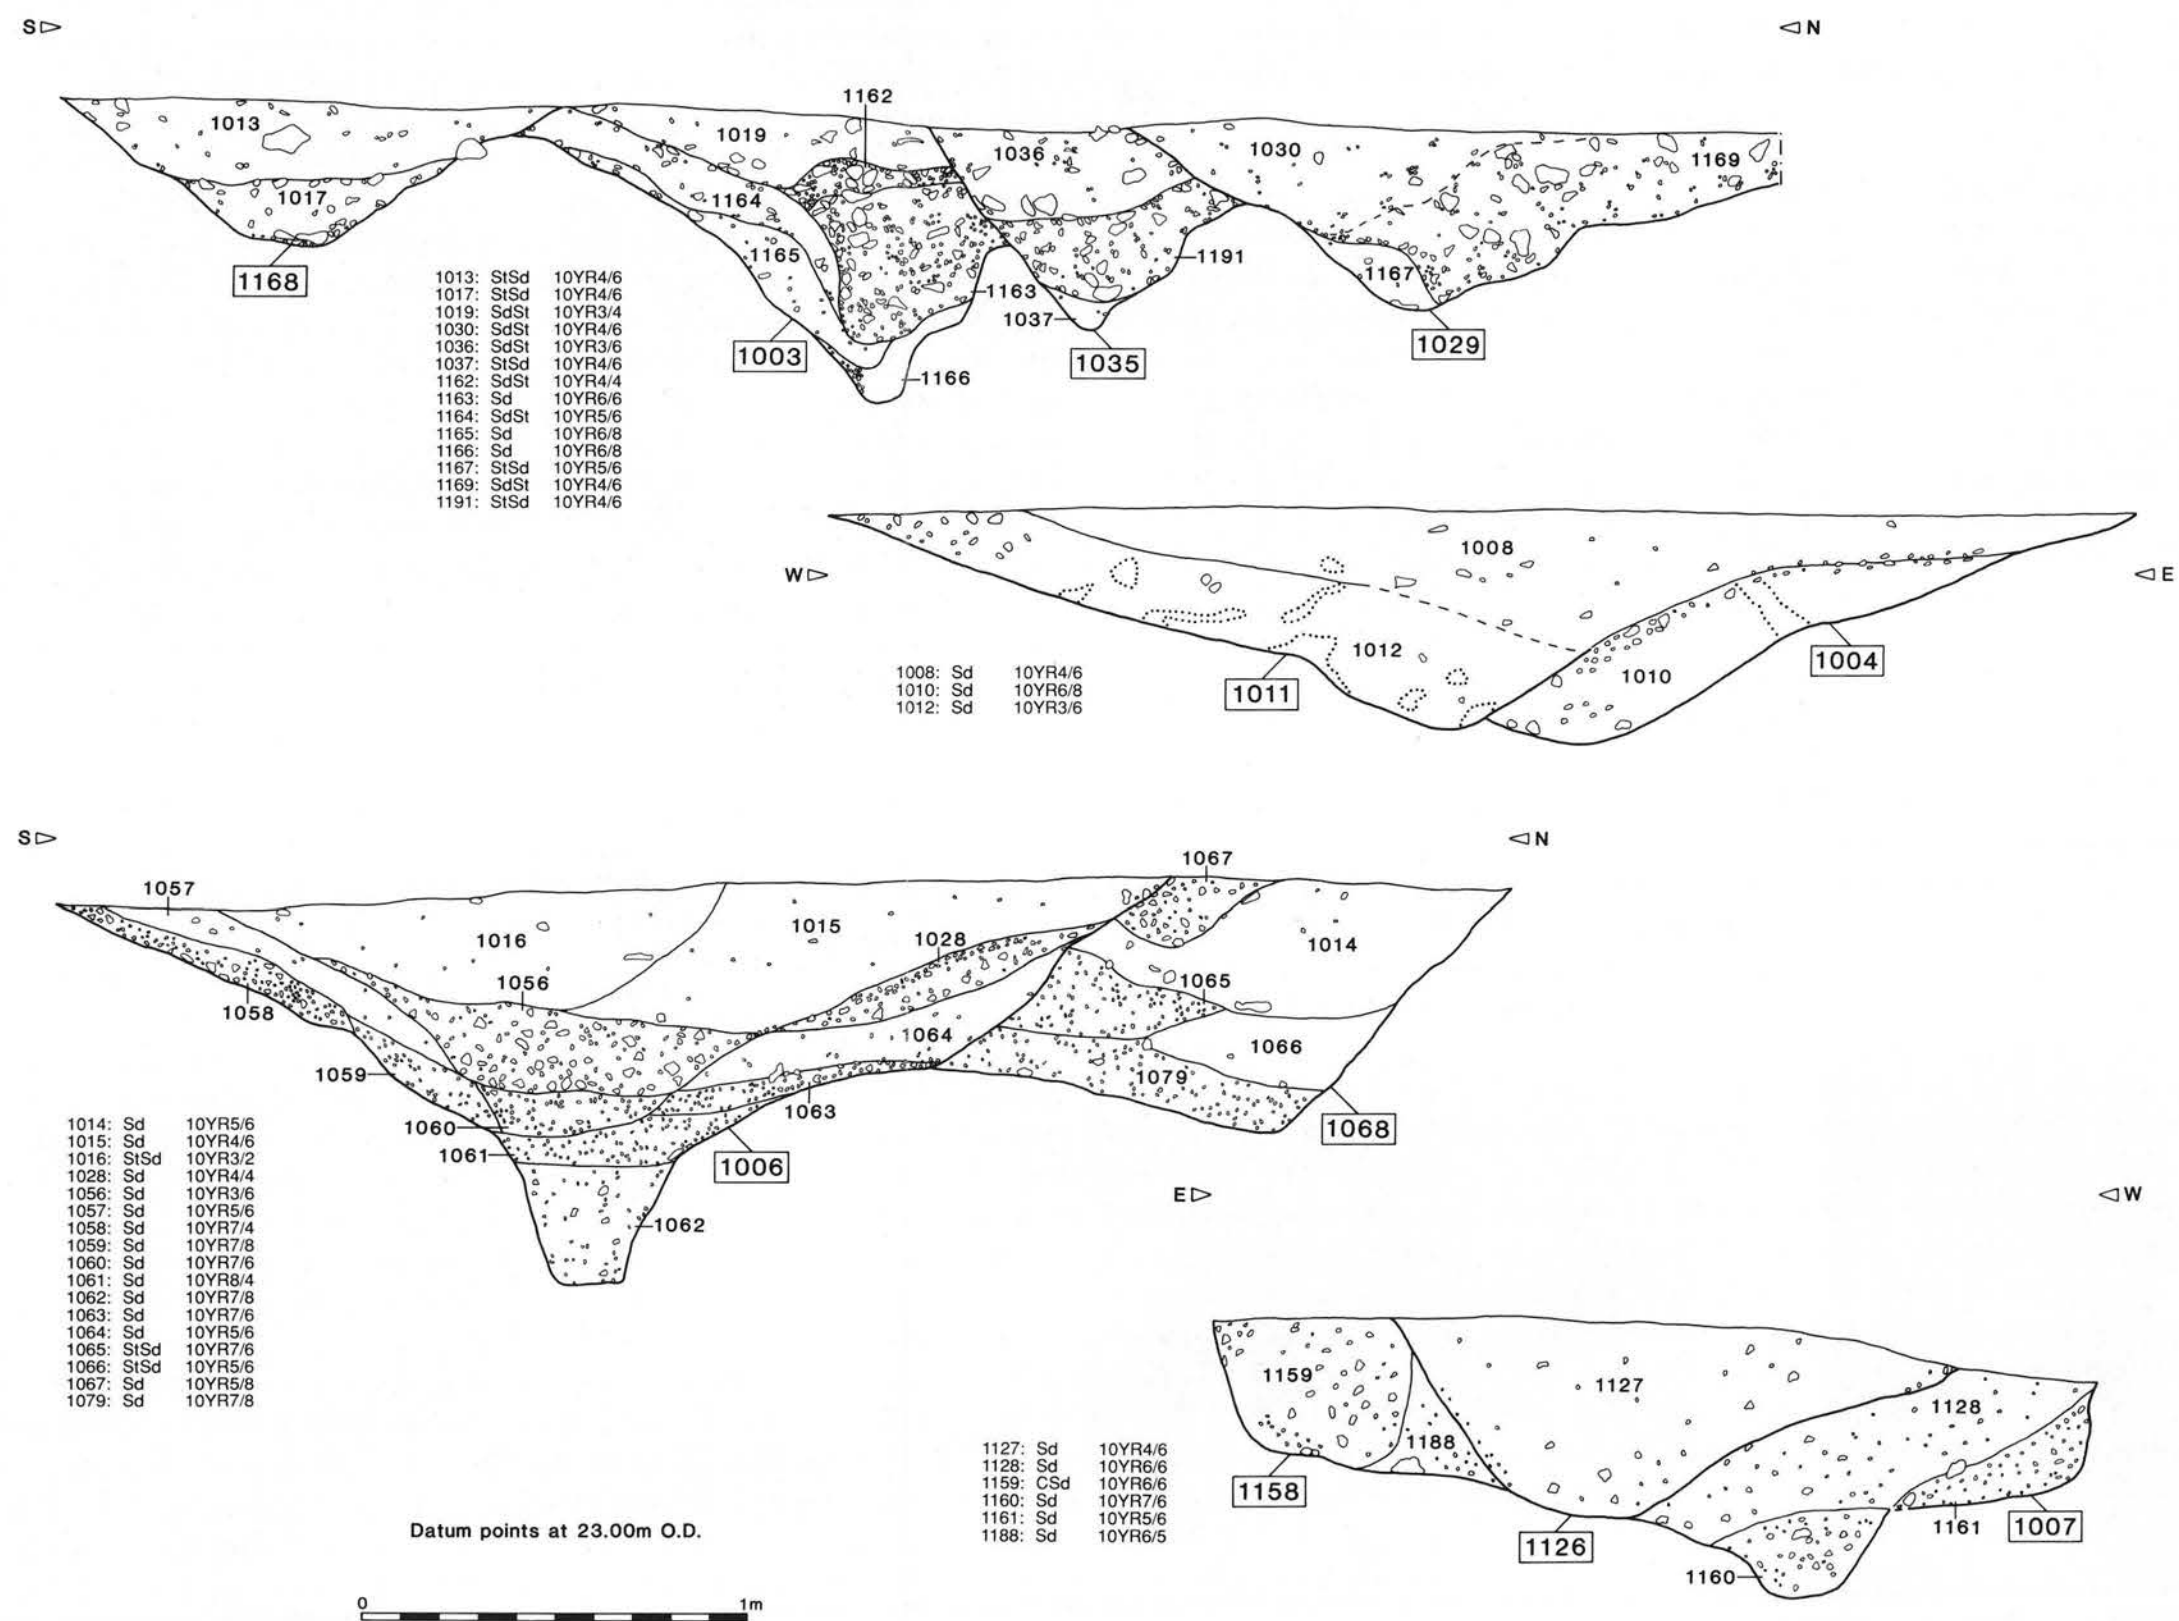 S N
1162
1013 1019 1036 1030 1169
1017 1164 1165 1191 1167
1163
1037
1168 1003 1035 1029
1166
1013: StSd 10YR4/6
1017: StSd 10YR4/6
1019: SdSt 10YR3/4
1030: SdSt 10YR4/6
1036: SdSt 10YR3/6
1037: StSd 10YR4/6
1162: SdSt 10YR4/4
1163: Sd 10YR6/6
1164: SdSt 10YR5/6
1165: Sd 10YR6/8
1166: Sd 10YR6/8
1167: StSd 10YR5/6
1169: SdSt 10YR4/6
1191: StSd 10YR4/6
1008
W E
1012 1004
1010
1011
1008: Sd 10YR4/6
1010: Sd 10YR6/8
1012: Sd 10YR3/6
S N
1067
1057
1016 1015 1028 1014
1056 1065
1058
1064 1066
1059 1079
1063
1060 1068
1061 1006
1062
1014: Sd 10YR5/6
1015: Sd 10YR4/6
1016: StSd 10YR3/2
1028: Sd 10YR4/4
1056: Sd 10YR3/6
1057: Sd 10YR5/6
1058: Sd 10YR7/4
1059: Sd 10YR7/8
1060: Sd 10YR7/6
1061: Sd 10YR8/4
1062: Sd 10YR7/8
1063: Sd 10YR7/6
1064: Sd 10YR5/6
1065: StSd 10YR7/6
1066: StSd 10YR5/6
1067: Sd 10YR5/8
1079: Sd 10YR7/8
E W
1159 1127 1128
1188
1158 1161 1007
1126
1160
1127: Sd 10YR4/6
1128: Sd 10YR6/6
1159: CSd 10YR6/6
1160: Sd 10YR7/6
1161: Sd 10YR5/6
1188: Sd 10YR6/5
Datum points at 23.00m O.D.
0 1m